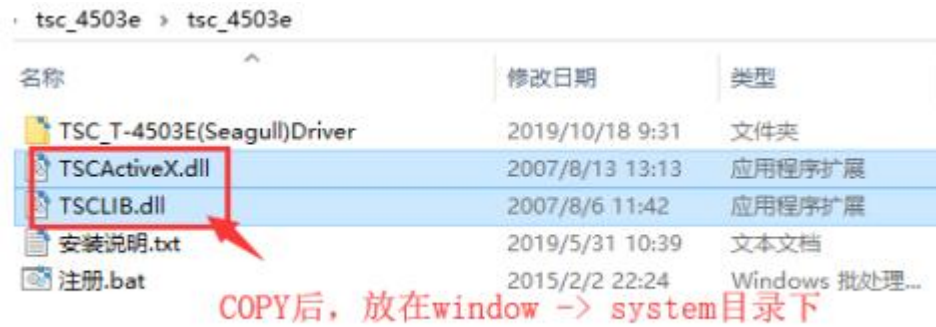 tsc_4503e > tsc_4503e
名称 修改日期 类型
TSC_T-4503E(Seagull)Driver 2019/10/18 9:31 文件夹
TSCActiveX.dll 2007/8/13 13:13 应用程序扩展
TSCLIB.dll 2007/8/6 11:42 应用程序扩展
安装说明.txt 2019/5/31 10:39 文本文档
注册.bat 2015/2/2 22:24 Windows 批处理...
COPY后，放在window -> system目录下